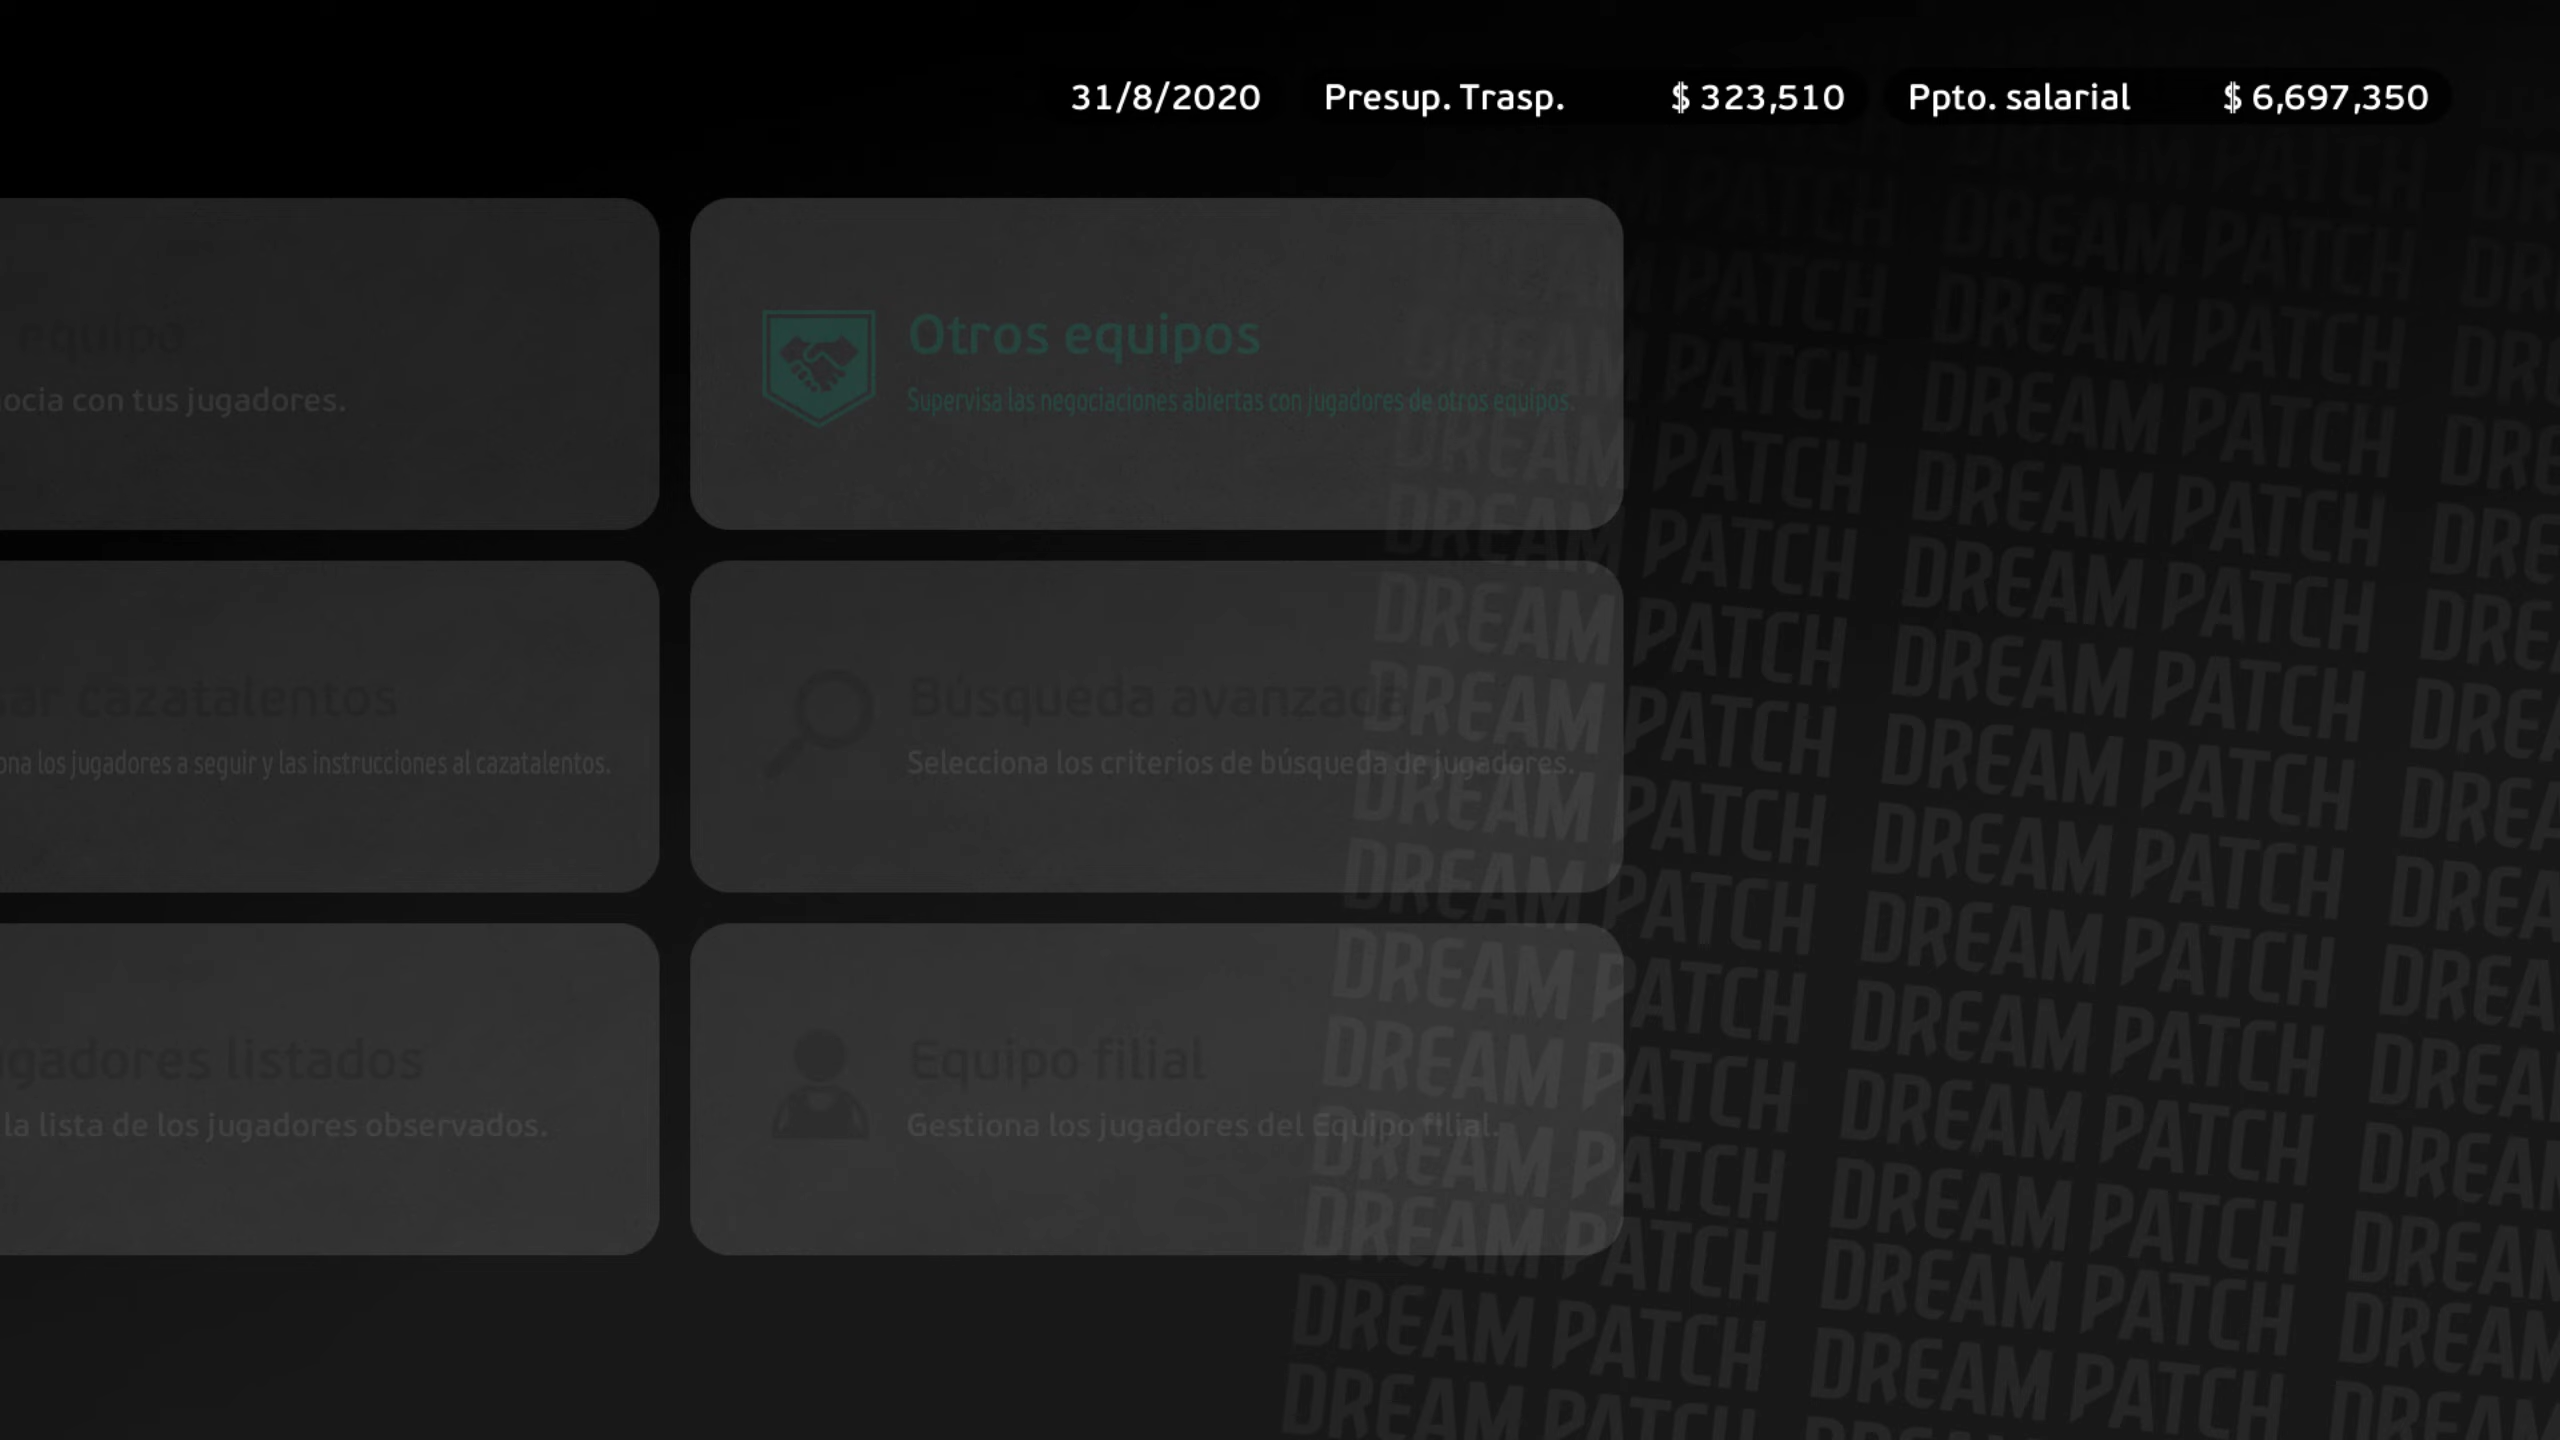 31/8/2020 Presup. Trasp. $ 323,510 Ppto. salarial $ 6,697,350
equipo
ocia con tus jugadores.
Otros equipos
Supervisa las negociaciones abiertas con jugadores de otros equipos.
sar cazatalentos
ona los jugadores a seguir y las instrucciones al cazatalentos.
Búsqueda avanzada
Selecciona los criterios de búsqueda de jugadores.
ugadores listados
la lista de los jugadores observados.
Equipo filial
Gestiona los jugadores del Equipo filial.
DREAM PATCH